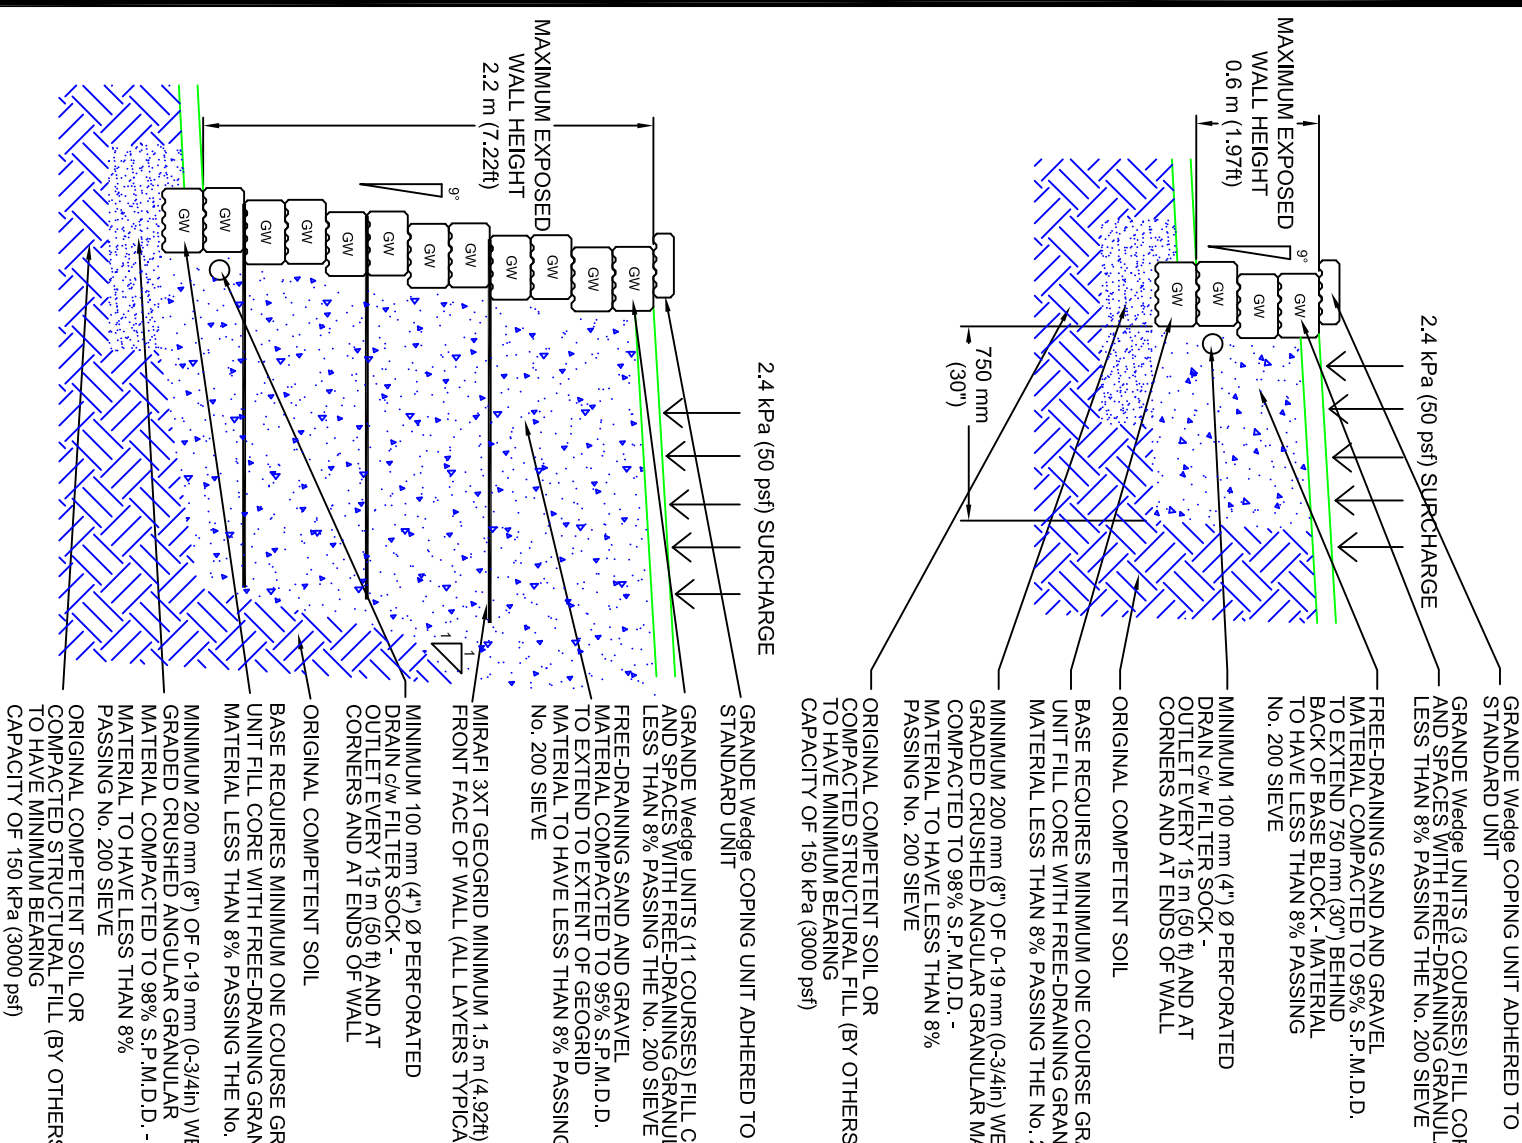 MAXIMUM EXPOSED
WALL HEIGHT
0.6 m (1.97ft)
9°
GW
GW
GW
GW
2.4 kPa (50 psf) SURCHARGE
750 mm
(30")
GRANDE Wedge COPING UNIT ADHERED TO
STANDARD UNIT
GRANDE Wedge UNITS (3 COURSES) FILL
AND SPACES WITH FREE-DRAINING
LESS THAN 8% PASSING THE No. 200 SIEVE
FREE-DRAINING SAND AND GRAVEL
MATERIAL COMPACTED TO 95% S.P.M.D.D.
TO EXTEND 750 mm (30") BEHIND
BACK OF BASE BLOCK - MATERIAL
TO HAVE LESS THAN 8% PASSING
No. 200 SIEVE
MINIMUM 100 mm (4") Ø PERFORATED
DRAIN c/w FILTER SOCK -
OUTLET EVERY 15 m (50 ft) AND AT
CORNERS AND AT ENDS OF WALL
ORIGINAL COMPETENT SOIL
BASE REQUIRES MINIMUM ONE COURSE
UNIT FILL CORE WITH FREE-DRAINING
MATERIAL LESS THAN 8% PASSING THE No.
MINIMUM 200 mm (8") OF 0-19 mm (0-3/4in)
GRADED CRUSHED ANGULAR GRANULAR
COMPACTED TO 98% S.P.M.D.D. -
MATERIAL TO HAVE LESS THAN 8%
PASSING No. 200 SIEVE
ORIGINAL COMPETENT SOIL OR
COMPACTED STRUCTURAL FILL (BY OTHERS
TO HAVE MINIMUM BEARING
CAPACITY OF 150 kPa (3000 psf)
MAXIMUM EXPOSED
WALL HEIGHT
2.2 m (7.22ft)
9°
GW
GW
GW
GW
GW
GW
GW
GW
GW
GW
GW
GW
2.4 kPa (50 psf) SURCHARGE
1
1
GRANDE Wedge COPING UNIT ADHERED TO
STANDARD UNIT
GRANDE Wedge UNITS (11 COURSES) FILL
AND SPACES WITH FREE-DRAINING
LESS THAN 8% PASSING THE No. 200 SIEVE
FREE-DRAINING SAND AND GRAVEL
MATERIAL COMPACTED TO 95% S.P.M.D.D.
TO EXTEND TO EXTENT OF GEOGRID
MATERIAL TO HAVE LESS THAN 8% PASSING
No. 200 SIEVE
MIRAFI 3XT GEOGRID MINIMUM 1.5 m (4.92ft)
FRONT FACE OF WALL (ALL LAYERS
MINIMUM 100 mm (4") Ø PERFORATED
DRAIN c/w FILTER SOCK -
OUTLET EVERY 15 m (50 ft) AND AT
CORNERS AND AT ENDS OF WALL
ORIGINAL COMPETENT SOIL
BASE REQUIRES MINIMUM ONE COURSE
UNIT FILL CORE WITH FREE-DRAINING
MATERIAL LESS THAN 8% PASSING THE No.
MINIMUM 200 mm (8") OF 0-19 mm (0-3/4in)
GRADED CRUSHED ANGULAR GRANULAR
MATERIAL COMPACTED TO 98% S.P.M.D.D. -
MATERIAL TO HAVE LESS THAN 8%
PASSING No. 200 SIEVE
ORIGINAL COMPETENT SOIL OR
COMPACTED STRUCTURAL FILL (BY OTHERS
TO HAVE MINIMUM BEARING
CAPACITY OF 150 kPa (3000 psf)